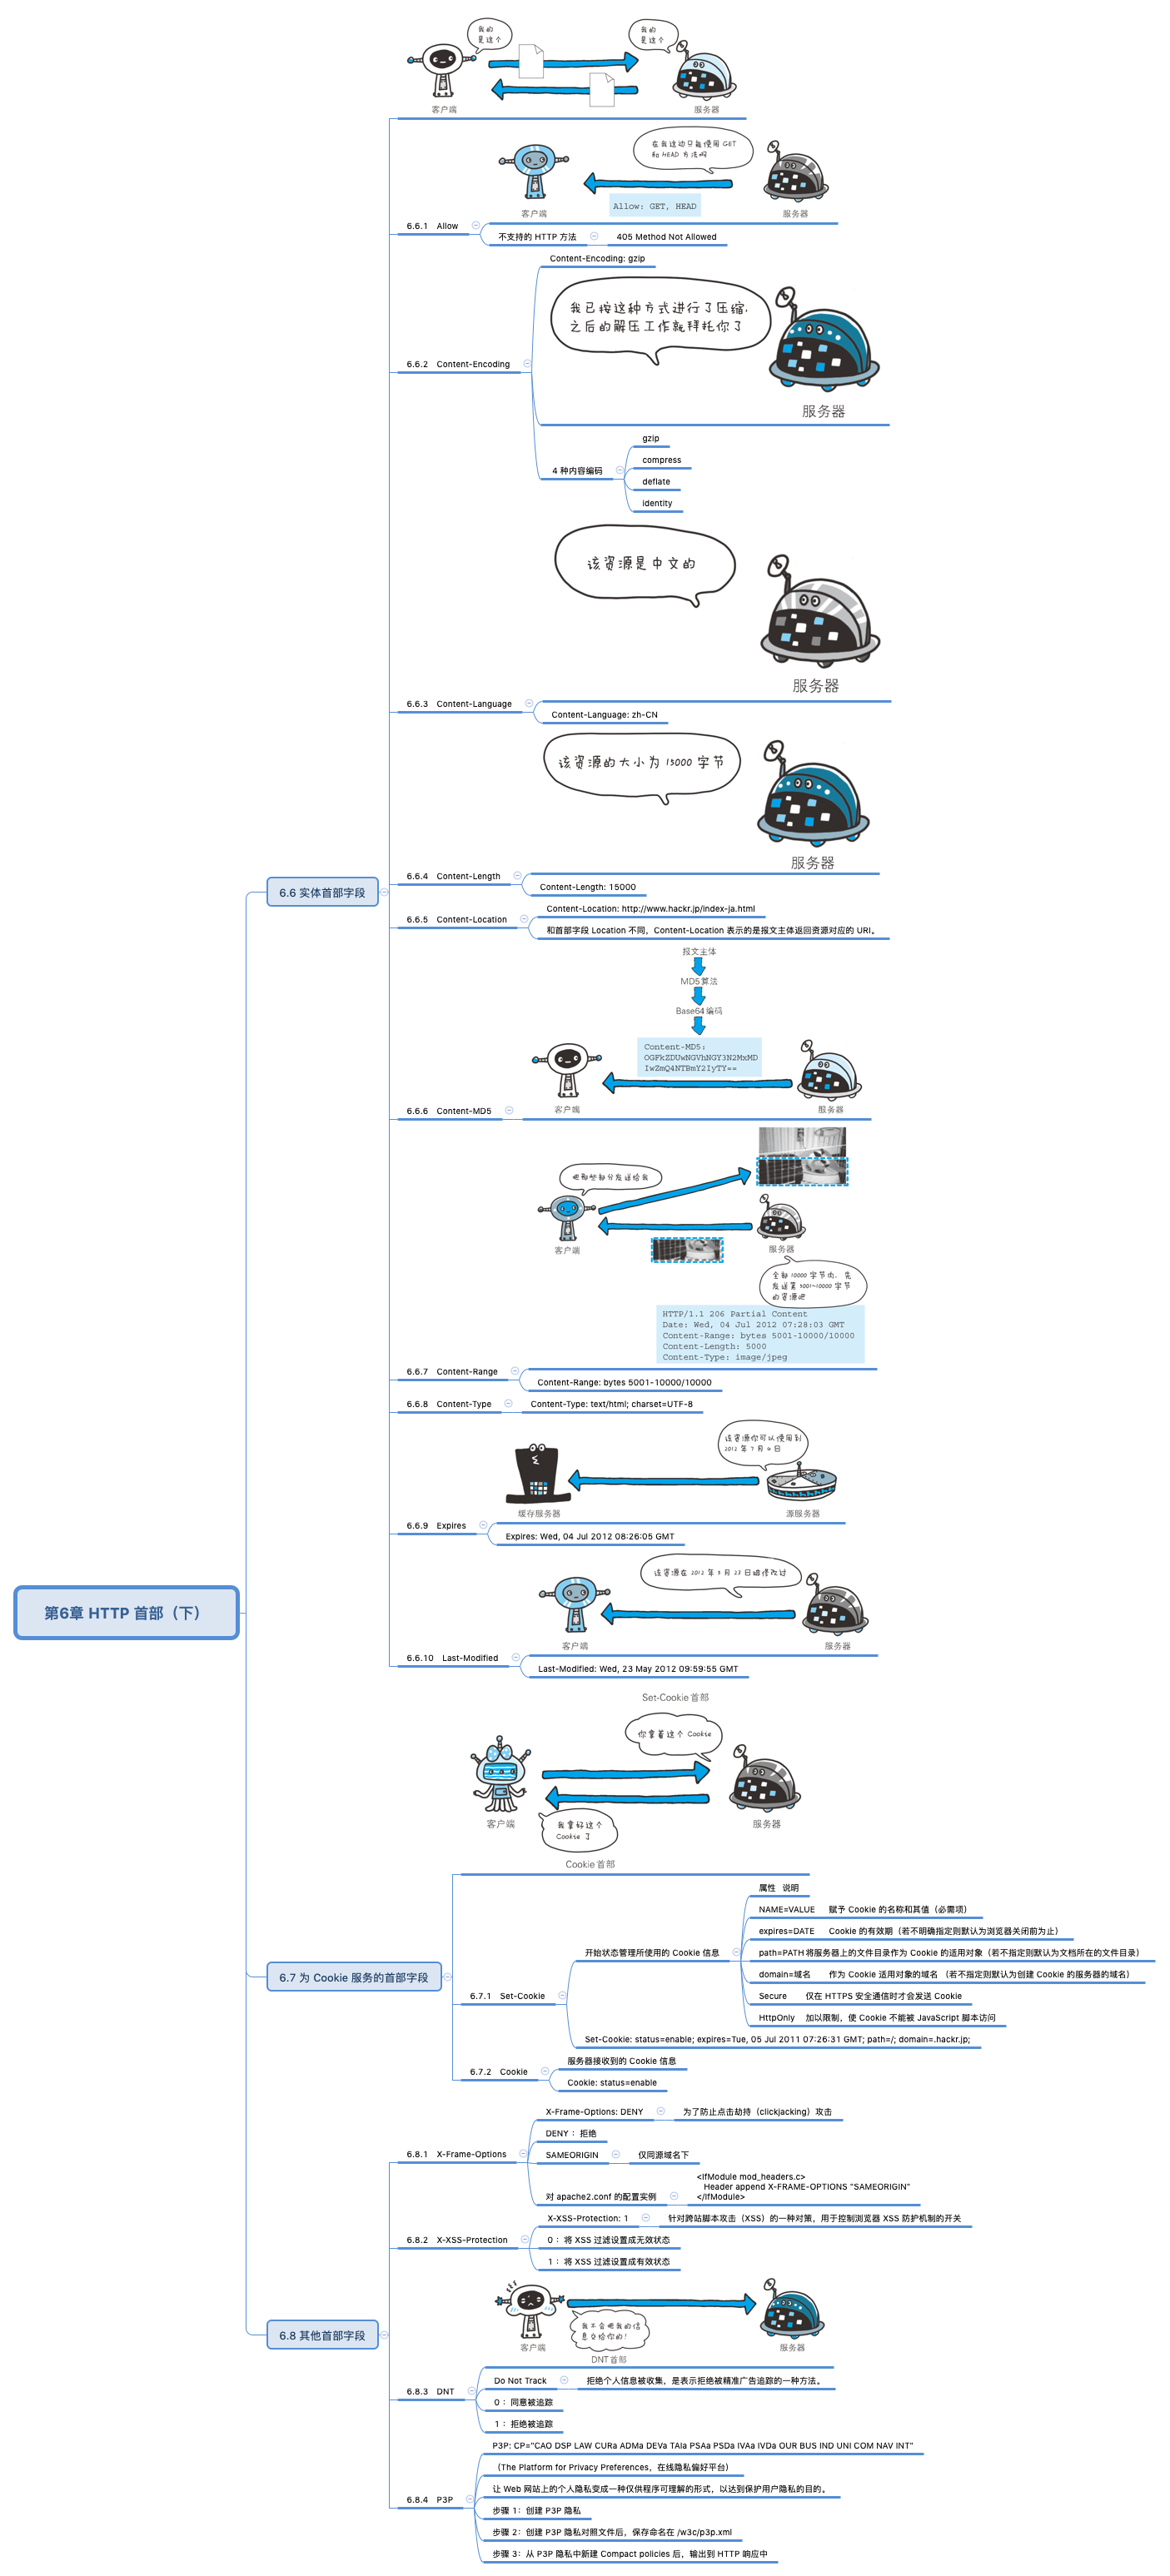 我的
是这个
我的
是这个
客户端
服务器
在我这边只能使用 GET
和 HEAD 方法啊
Allow: GET, HEAD
客户端
服务器
6.6.1 Allow
不支持的 HTTP 方法
405 Method Not Allowed
Content-Encoding: gzip
我已按这种方式进行了压缩,
之后的解压工作就拜托你了
服务器
6.6.2 Content-Encoding
4 种内容编码
gzip
compress
deflate
identity
该资源是中文的
服务器
6.6.3 Content-Language
Content-Language: zh-CN
该资源的大小为 15000 字节
服务器
6.6.4 Content-Length
Content-Length: 15000
6.6 实体首部字段
6.6.5 Content-Location
Content-Location: http://www.hackr.jp/index-ja.html
和首部字段 Location 不同，Content-Location 表示的是报文主体返回资源对应的 URI。
报文主体
MD5算法
Base64编码
Content-MD5:
OGFkZDUwNGVhNGY3N2MxMD
IwZmQ4NTBmY2IyTY==
客户端
服务器
6.6.6 Content-MD5
把那些部分发送给我
客户端
服务器
全部 10000 字节内, 先
发送第 5001~10000 字节
的资源吧
HTTP/1.1 206 Partial Content
Date: Wed, 04 Jul 2012 07:28:03 GMT
Content-Range: bytes 5001-10000/10000
Content-Length: 5000
Content-Type: image/jpeg
6.6.7 Content-Range
Content-Range: bytes 5001-10000/10000
6.6.8 Content-Type
Content-Type: text/html; charset=UTF-8
该资源你可以使用到
2012 年 7 月 4 日
缓存服务器
源服务器
6.6.9 Expires
Expires: Wed, 04 Jul 2012 08:26:05 GMT
该资源在 2012 年 5 月 23 日被修改过
客户端
服务器
6.6.10 Last-Modified
Last-Modified: Wed, 23 May 2012 09:59:55 GMT
第6章 HTTP 首部（下）
Set-Cookie首部
你拿着这个 Cookie
客户端
服务器
我拿好这个
Cookie 了
Cookie首部
6.7 为 Cookie 服务的首部字段
6.7.1 Set-Cookie
开始状态管理所使用的 Cookie 信息
属性 说明
NAME=VALUE 赋予 Cookie 的名称和其值（必需项）
expires=DATE Cookie 的有效期（若不明确指定则默认为浏览器关闭前为止）
path=PATH 将服务器上的文件目录作为 Cookie 的适用对象（若不指定则默认为文档所在的文件目录）
domain=域名 作为 Cookie 适用对象的域名 （若不指定则默认为创建 Cookie 的服务器的域名）
Secure 仅在 HTTPS 安全通信时才会发送 Cookie
HttpOnly 加以限制，使 Cookie 不能被 JavaScript 脚本访问
Set-Cookie: status=enable; expires=Tue, 05 Jul 2011 07:26:31 GMT; path=/; domain=.hackr.jp;
6.7.2 Cookie
服务器接收到的 Cookie 信息
Cookie: status=enable
6.8 其他首部字段
6.8.1 X-Frame-Options
X-Frame-Options: DENY
为了防止点击劫持（clickjacking）攻击
DENY ：拒绝
SAMEORIGIN
仅同源域名下
对 apache2.conf 的配置实例
<IfModule mod_headers.c>
Header append X-FRAME-OPTIONS "SAMEORIGIN"
</IfModule>
6.8.2 X-XSS-Protection
X-XSS-Protection: 1
针对跨站脚本攻击（XSS）的一种对策，用于控制浏览器 XSS 防护机制的开关
0 ：将 XSS 过滤设置成无效状态
1 ：将 XSS 过滤设置成有效状态
我不会把我的信
息交给你的!
客户端
服务器
DNT首部
6.8.3 DNT
Do Not Track
拒绝个人信息被收集，是表示拒绝被精准广告追踪的一种方法。
0 ：同意被追踪
1 ：拒绝被追踪
6.8.4 P3P
P3P: CP="CAO DSP LAW CURa ADMa DEVa TAIa PSAa PSDa IVAa IVDa OUR BUS IND UNI COM NAV INT"
（The Platform for Privacy Preferences，在线隐私偏好平台）
让 Web 网站上的个人隐私变成一种仅供程序可理解的形式，以达到保护用户隐私的目的。
步骤 1：创建 P3P 隐私
步骤 2：创建 P3P 隐私对照文件后，保存命名在 /w3c/p3p.xml
步骤 3：从 P3P 隐私中新建 Compact policies 后，输出到 HTTP 响应中